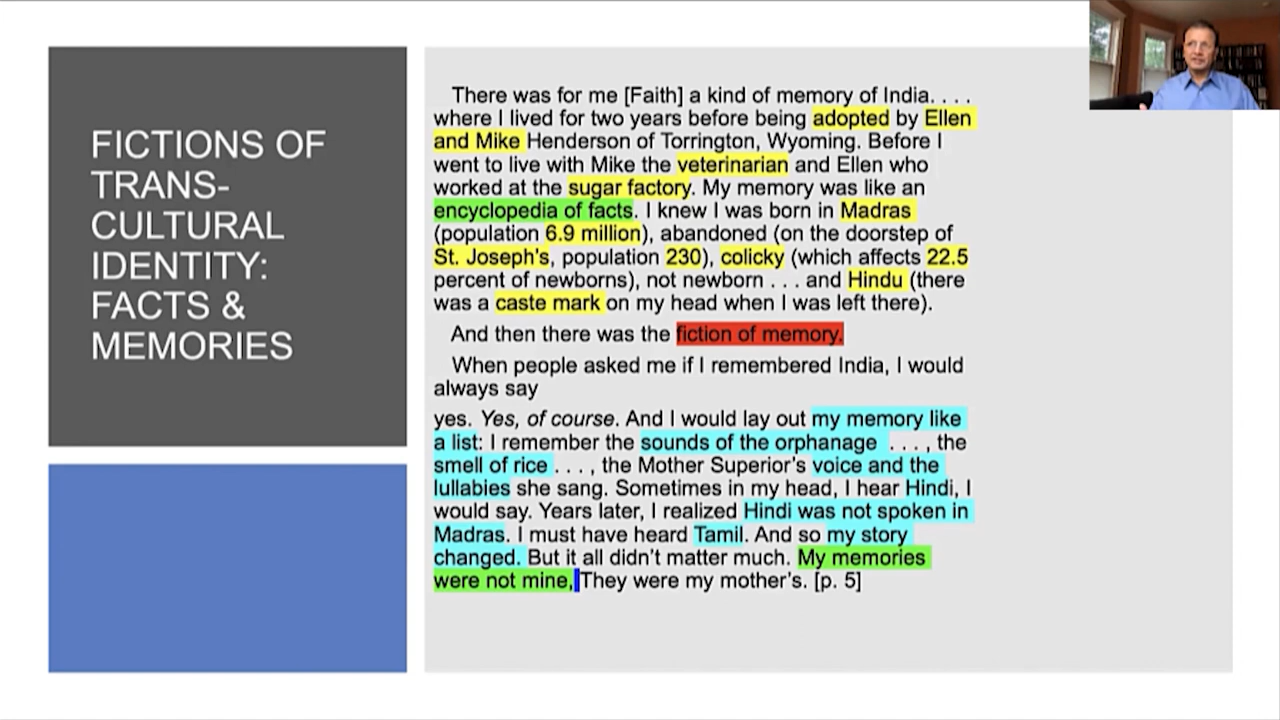 FICTIONS OF
TRANS-
CULTURAL
IDENTITY:
FACTS &
MEMORIES
There was for me [Faith] a kind of memory of India. . . .
where I lived for two years before being adopted by Ellen
and Mike Henderson of Torrington, Wyoming. Before I
went to live with Mike the veterinarian and Ellen who
worked at the sugar factory. My memory was like an
encyclopedia of facts. I knew I was born in Madras
(population 6.9 million), abandoned (on the doorstep of
St. Joseph's, population 230), colicky (which affects 22.5
percent of newborns), not newborn . . . and Hindu (there
was a caste mark on my head when I was left there).
And then there was the fiction of memory.
When people asked me if I remembered India, I would
always say
yes. Yes, of course. And I would lay out my memory like
a list: I remember the sounds of the orphanage . . . , the
smell of rice . . . , the Mother Superior's voice and the
lullabies she sang. Sometimes in my head, I hear Hindi, I
would say. Years later, I realized Hindi was not spoken in
Madras. I must have heard Tamil. And so my story
changed. But it all didn't matter much. My memories
were not mine, They were my mother's. [p. 5]